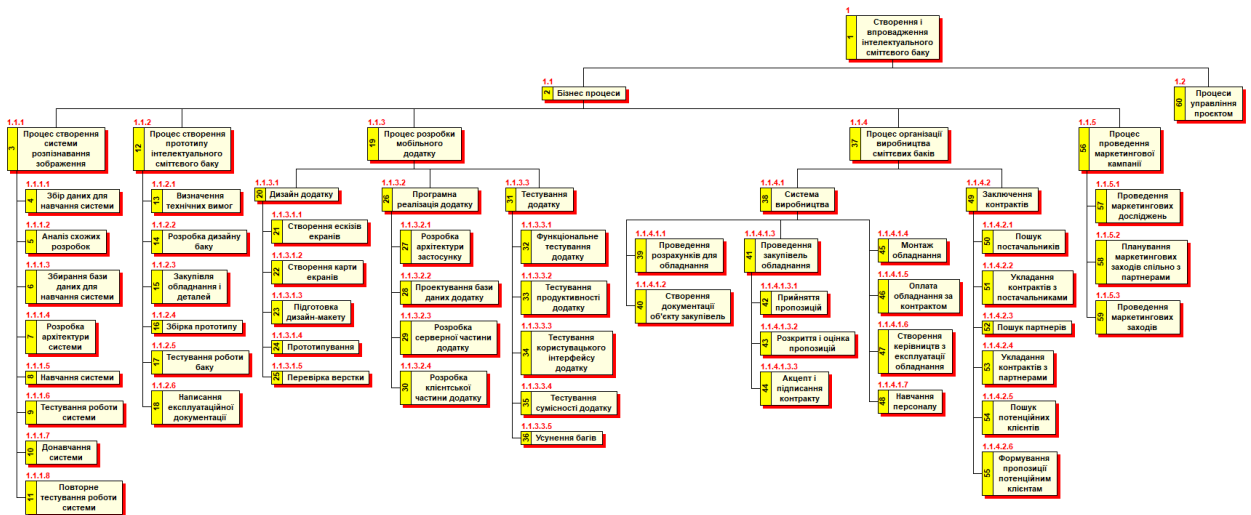 1
1
Створення і
впровадження
інтелектуального
сміттєвого баку
1.1
2
Бізнес процеси
1.2
60
Процеси
управління
проєктом
1.1.1
3
Процес створення
системи
розпізнавання
зображення
1.1.1.1
4
Збір даних для
навчання системи
1.1.1.2
5
Аналіз схожих
розробок
1.1.1.3
6
Збирання бази
даних для
навчання системи
1.1.1.4
7
Розробка
архітектури
системи
1.1.1.5
8
Навчання системи
1.1.1.6
9
Тестування роботи
системи
1.1.1.7
10
Донавчання
системи
1.1.1.8
11
Повторне
тестування роботи
системи
1.1.2
12
Процес створення
прототипу
інтелектуального
сміттєвого баку
1.1.2.1
13
Визначення
технічних вимог
1.1.2.2
14
Розробка дизайну
баку
1.1.2.3
15
Закупівля
обладнання і
деталей
1.1.2.4
16
Збірка прототипу
1.1.2.5
17
Тестування роботи
баку
1.1.2.6
18
Написання
експлуатаційної
документації
1.1.3
19
Процес розробки
мобільного
додатку
1.1.3.1
20
Дизайн додатку
1.1.3.1.1
21
Створення ескізів
екранів
1.1.3.1.2
22
Створення карти
екранів
1.1.3.1.3
23
Підготовка
дизайн-макету
1.1.3.1.4
24
Прототипування
1.1.3.1.5
25
Перевірка верстки
1.1.3.2
26
Програмна
реалізація додатку
1.1.3.2.1
27
Розробка
архітектури
застосунку
1.1.3.2.2
28
Проектування бази
даних додатку
1.1.3.2.3
29
Розробка
серверної частини
додатку
1.1.3.2.4
30
Розробка
клієнтської
частини додатку
1.1.3.3
31
Тестування
додатку
1.1.3.3.1
32
Функціональне
тестування
додатку
1.1.3.3.2
33
Тестування
продуктивності
додатку
1.1.3.3.3
34
Тестування
користувацького
інтерфейсу
додатку
1.1.3.3.4
35
Тестування
сумісності додатку
1.1.3.3.5
36
Усунення багів
1.1.4
37
Процес організації
виробництва
сміттєвих баків
1.1.4.1
38
Система
виробництва
1.1.4.1.1
39
Проведення
розрахунків для
обладнання
1.1.4.1.2
40
Створення
документації
об'єкту закупівель
1.1.4.1.3
41
Проведення
закупівель
обладнання
1.1.4.1.3.1
42
Прийняття
пропозицій
1.1.4.1.3.2
43
Розкриття і оцінка
пропозицій
1.1.4.1.3.3
44
Акцепт і
підписання
контракту
1.1.4.1.4
45
Монтаж
обладнання
1.1.4.1.5
46
Оплата
обладнання за
контрактом
1.1.4.1.6
47
Створення
керівництв з
експлуатації
обладнання
1.1.4.1.7
48
Навчання
персоналу
1.1.4.2
49
Заключення
контрактів
1.1.4.2.1
50
Пошук
постачальників
1.1.4.2.2
51
Укладання
контрактів з
постачальниками
1.1.4.2.3
52
Пошук партнерів
1.1.4.2.4
53
Укладання
контрактів з
партнерами
1.1.4.2.5
54
Пошук
потенційних
клієнтів
1.1.4.2.6
55
Формування
пропозиції
потенційним
клієнтам
1.1.5
56
Процес
проведення
маркетингової
кампанії
1.1.5.1
57
Проведення
маркетингових
досліджень
1.1.5.2
58
Планування
маркетингових
заходів спільно з
партнерами
1.1.5.3
59
Проведення
маркетингових
заходів